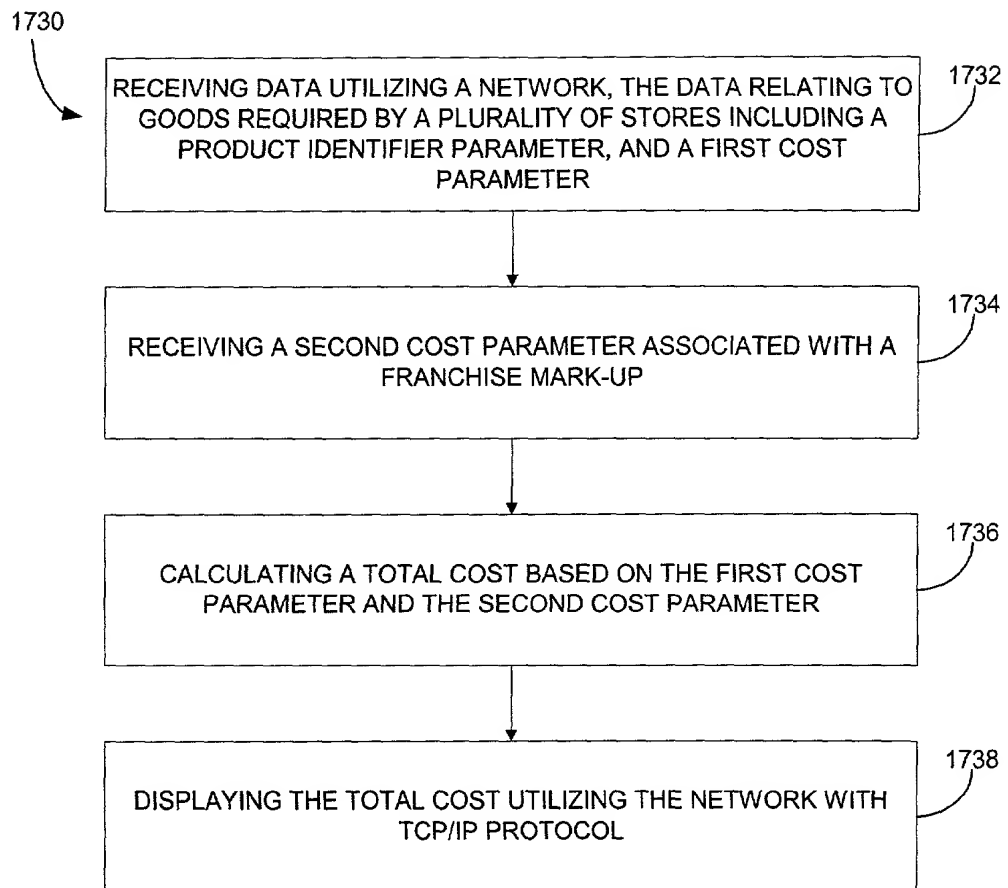 1730
1732
RECEIVING DATA UTILIZING A NETWORK, THE DATA RELATING TO
GOODS REQUIRED BY A PLURALITY OF STORES INCLUDING A
PRODUCT IDENTIFIER PARAMETER, AND A FIRST COST
PARAMETER
1734
RECEIVING A SECOND COST PARAMETER ASSOCIATED WITH A
FRANCHISE MARK-UP
1736
CALCULATING A TOTAL COST BASED ON THE FIRST COST
PARAMETER AND THE SECOND COST PARAMETER
1738
DISPLAYING THE TOTAL COST UTILIZING THE NETWORK WITH
TCP/IP PROTOCOL